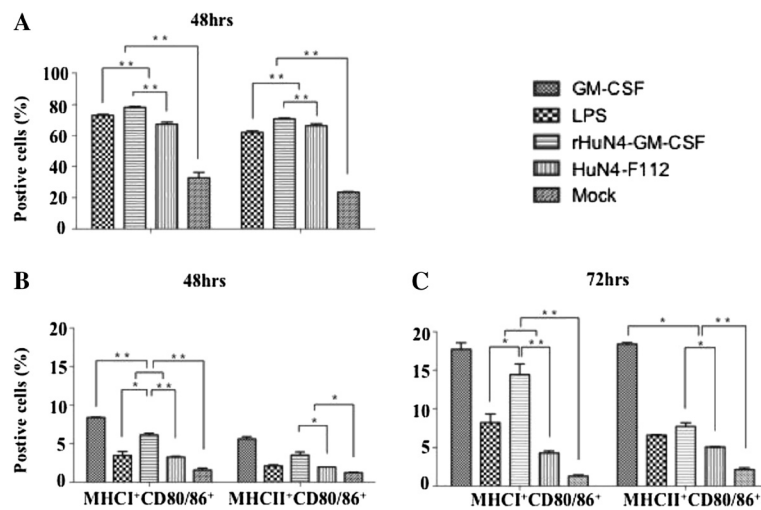 A
48hrs
**
**
**
**
**
**
Postive cells (%)
100
80
60
40
20
0
GM-CSF
LPS
rHuN4-GM-CSF
HuN4-F112
Mock
B
48hrs
**
**
*
**
*
*
Postive cells (%)
20
15
10
5
0
MHCI⁺CD80/86⁺
MHCII⁺CD80/86⁺
C
72hrs
**
*
**
*
**
*
Postive cells (%)
20
15
10
5
0
MHCI⁺CD80/86⁺
MHCII⁺CD80/86⁺